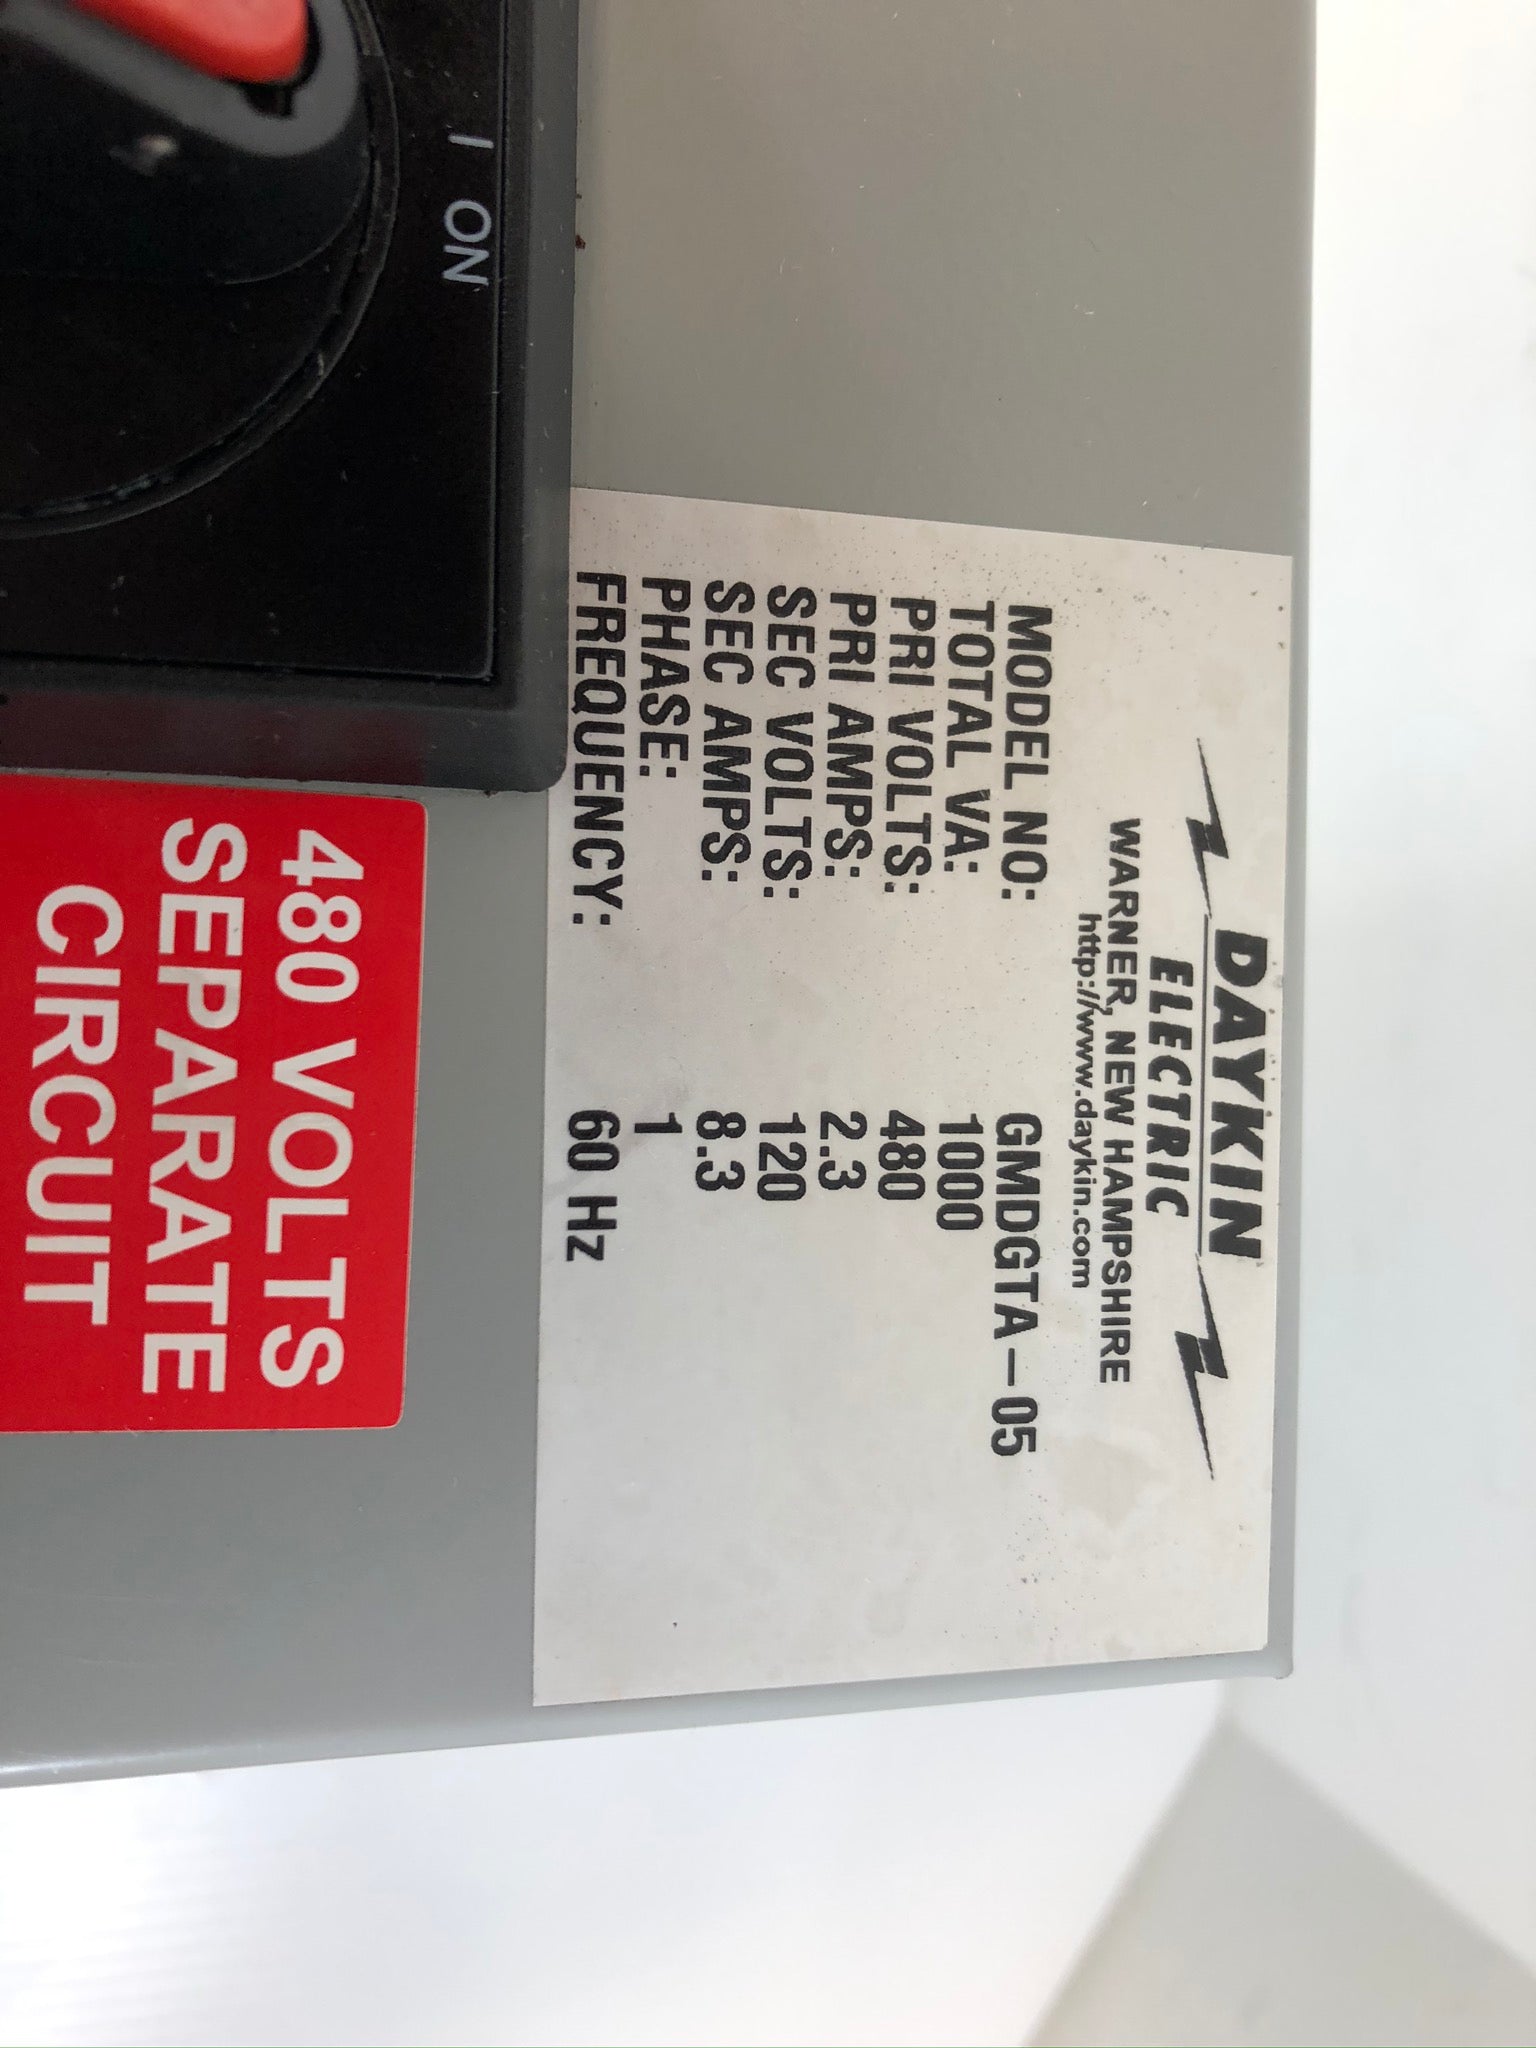 DAYKIN
ELECTRIC
WARNER, NEW HAMPSHIRE
http://www.daykin.com
MODEL NO: GMDGTA-05
TOTAL VA: 1000
PRI VOLTS: 480
PRI AMPS: 2.3
SEC VOLTS: 120
SEC AMPS: 8.3
PHASE: 1
FREQUENCY: 60 Hz
I ON
480 VOLTS
SEPARATE
CIRCUIT